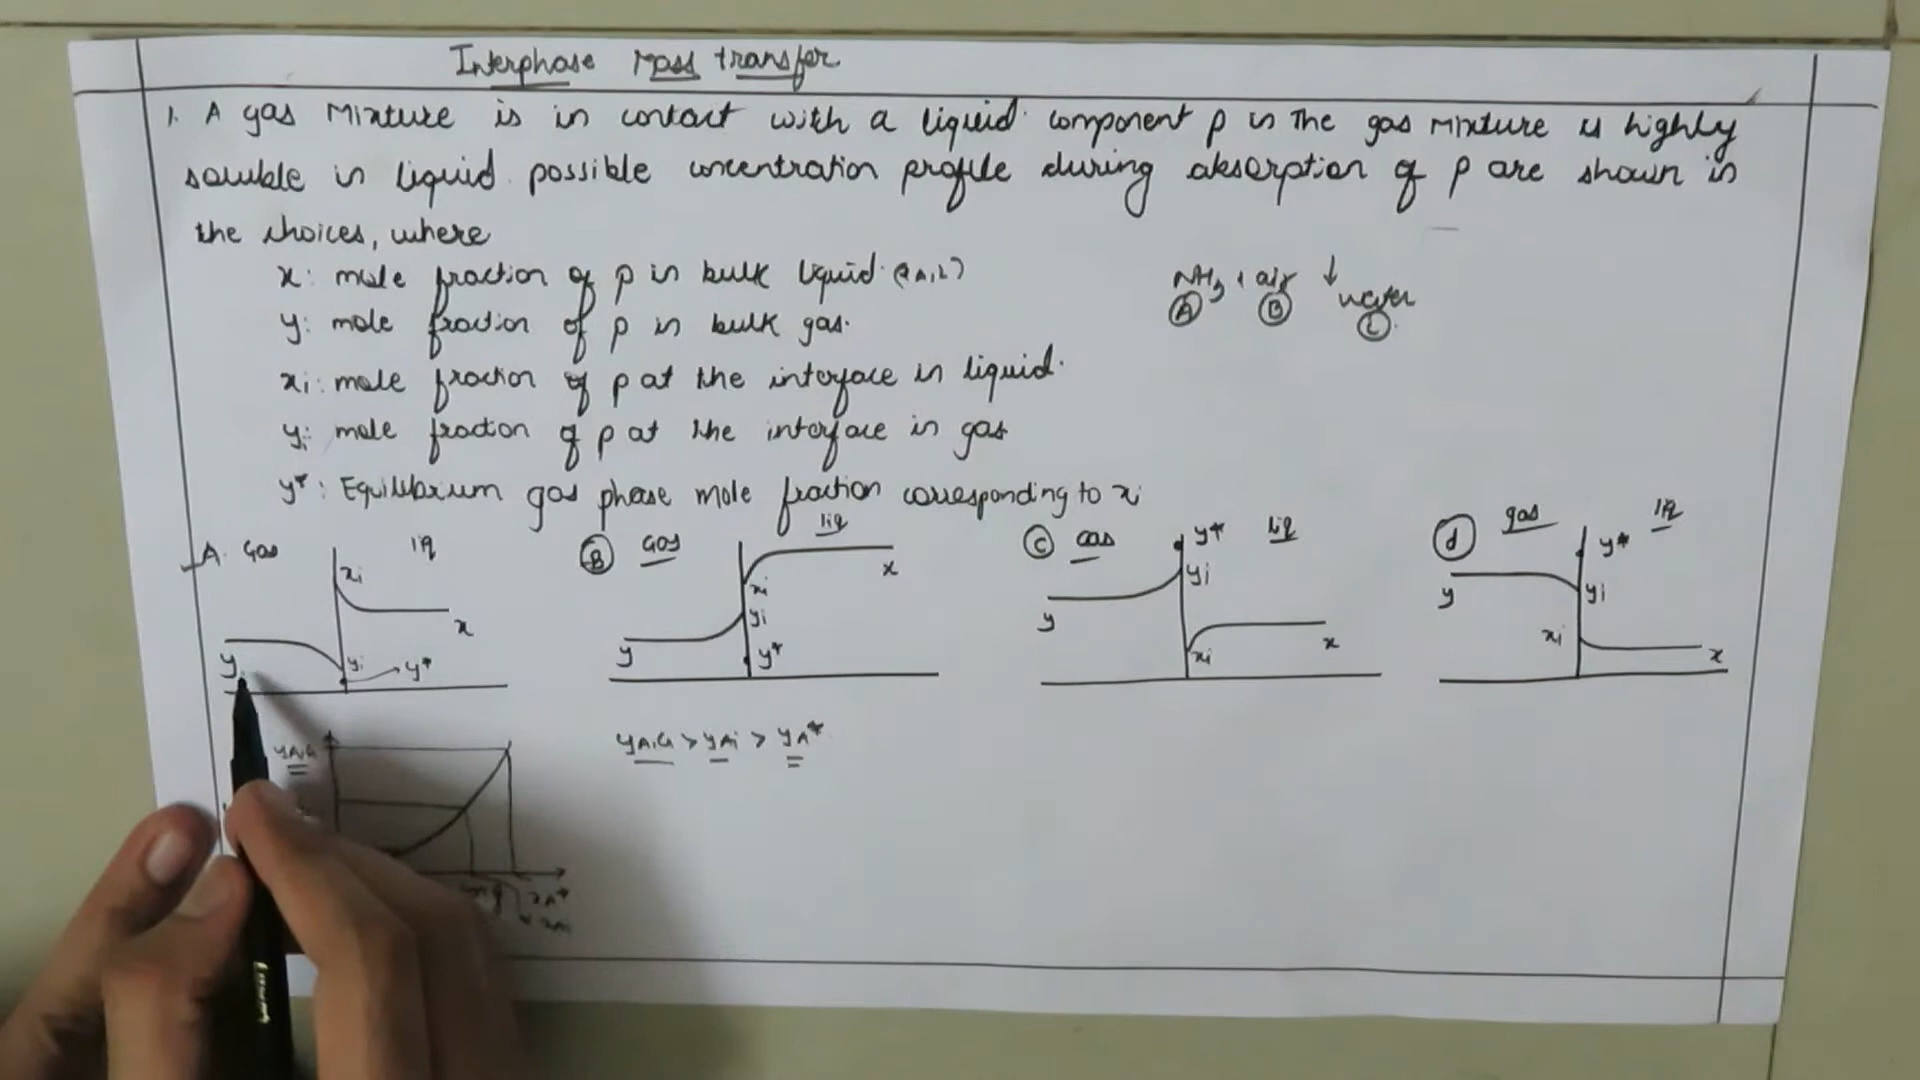 Interphase Mass transfer
1. A gas Mixture is in contact with a liquid. component P in the gas mixture is highly
soluble in liquid. possible concentration profile during absorption of P are shown in
the choices, where
x: mole fraction of P in bulk liquid.
y: mole fraction of P in bulk gas.
NH3 + air ↓ water
A B L
xi: mole fraction of P at the interface in liquid.
yi: mole fraction of P at the interface in gas
y*: Equilibrium gas phase mole fraction corresponding to xi
A. Gas liq
xi
x
y yi → y*
B Gas liq
x
xi
yi
y y*
C Gas liq
y*
yi
y
x
xi
d gas liq
y*
y yi
xi
x
yA,G > yAi > yA*
yA,G
xA*
xAi